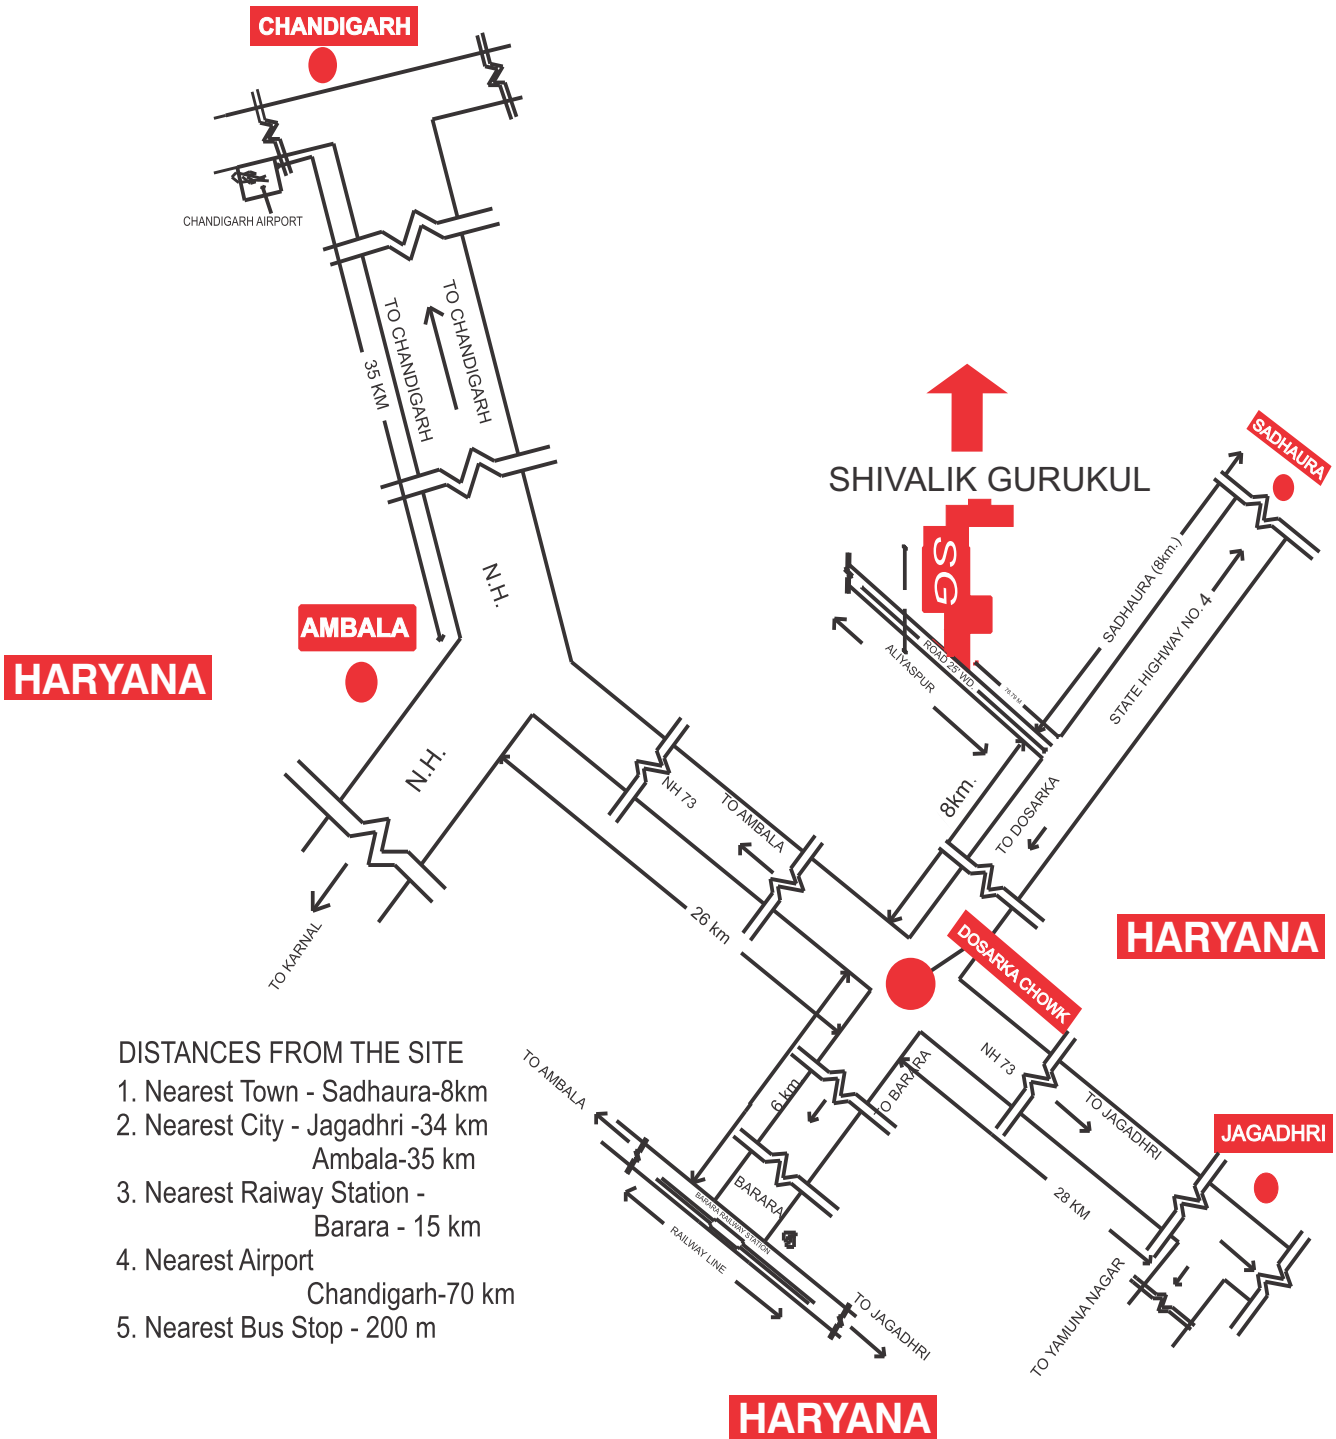 CHANDIGARH
CHANDIGARH AIRPORT
TO CHANDIGARH
TO CHANDIGARH
35 KM
SHIVALIK GURUKUL
SG
SADHAURA
SADHAURA (8km.)
STATE HIGHWAY NO. 4
N.H.
AMBALA
HARYANA
ROAD 25' WD.
ALIYASPUR
78.79 M
N.H.
NH 73
TO AMBALA
8km.
TO DOSARKA
26 km
TO KARNAL
HARYANA
DOSARKA CHOWK
DISTANCES FROM THE SITE
1. Nearest Town - Sadhaura-8km
2. Nearest City - Jagadhri -34 km
Ambala-35 km
3. Nearest Raiway Station -
Barara - 15 km
4. Nearest Airport
Chandigarh-70 km
5. Nearest Bus Stop - 200 m
TO AMBALA
6 km
TO BARARA
NH 73
TO JAGADHRI
JAGADHRI
28 KM
BARARA
BARARA RAILWAY STATION
RAILWAY LINE
TO JAGADHRI
TO YAMUNA NAGAR
HARYANA